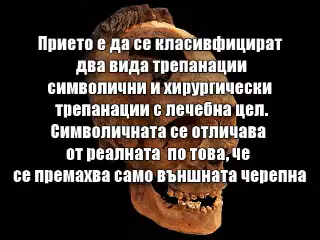 Прието е да се класивфицират
два вида трепанации
символични и хирургически
трепанации с лечебна цел.
Символичната се отличава
от реалната по това, че
се премахва само външната черепна